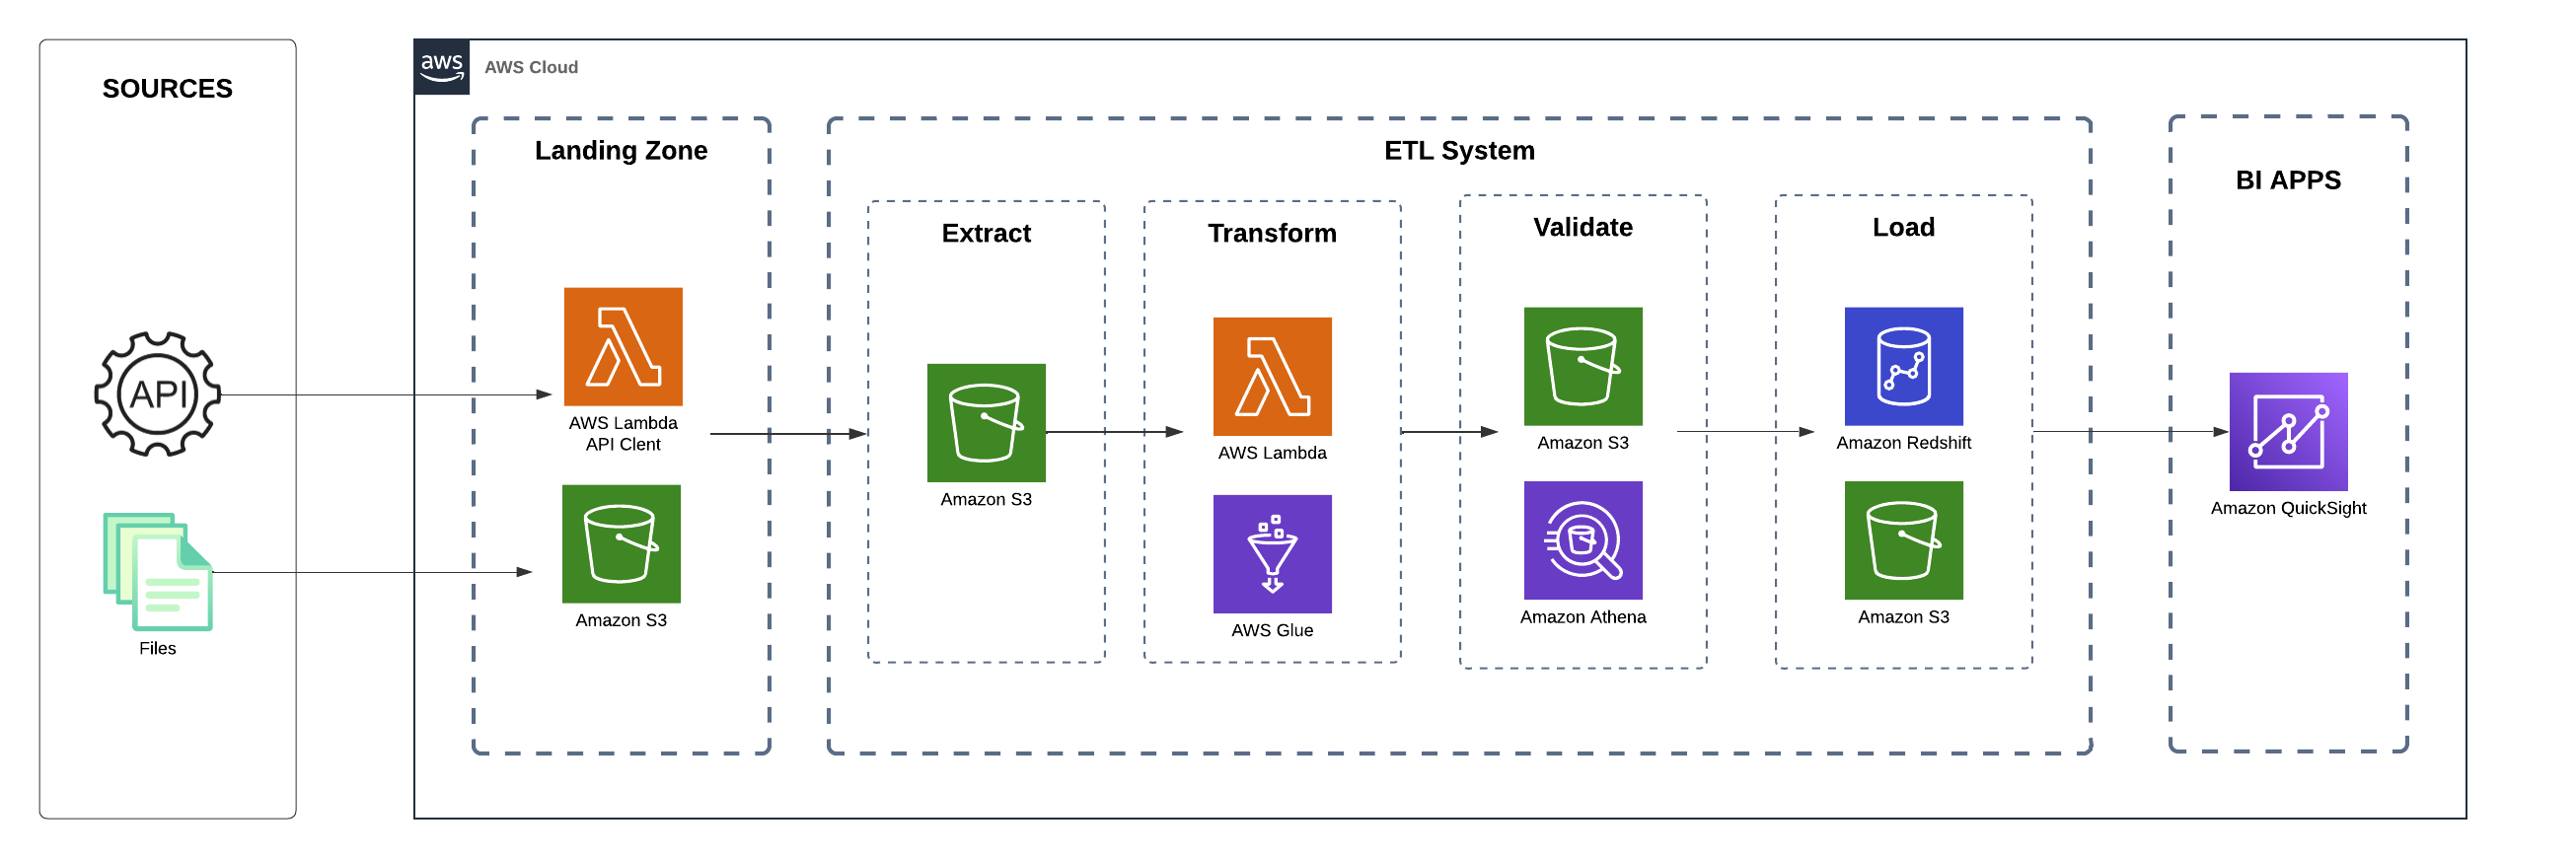 SOURCES
API
Files
aws
AWS Cloud
Landing Zone
AWS Lambda
API Clent
Amazon S3
ETL System
Extract
Amazon S3
Transform
AWS Lambda
AWS Glue
Validate
Amazon S3
Amazon Athena
Load
Amazon Redshift
Amazon S3
BI APPS
Amazon QuickSight